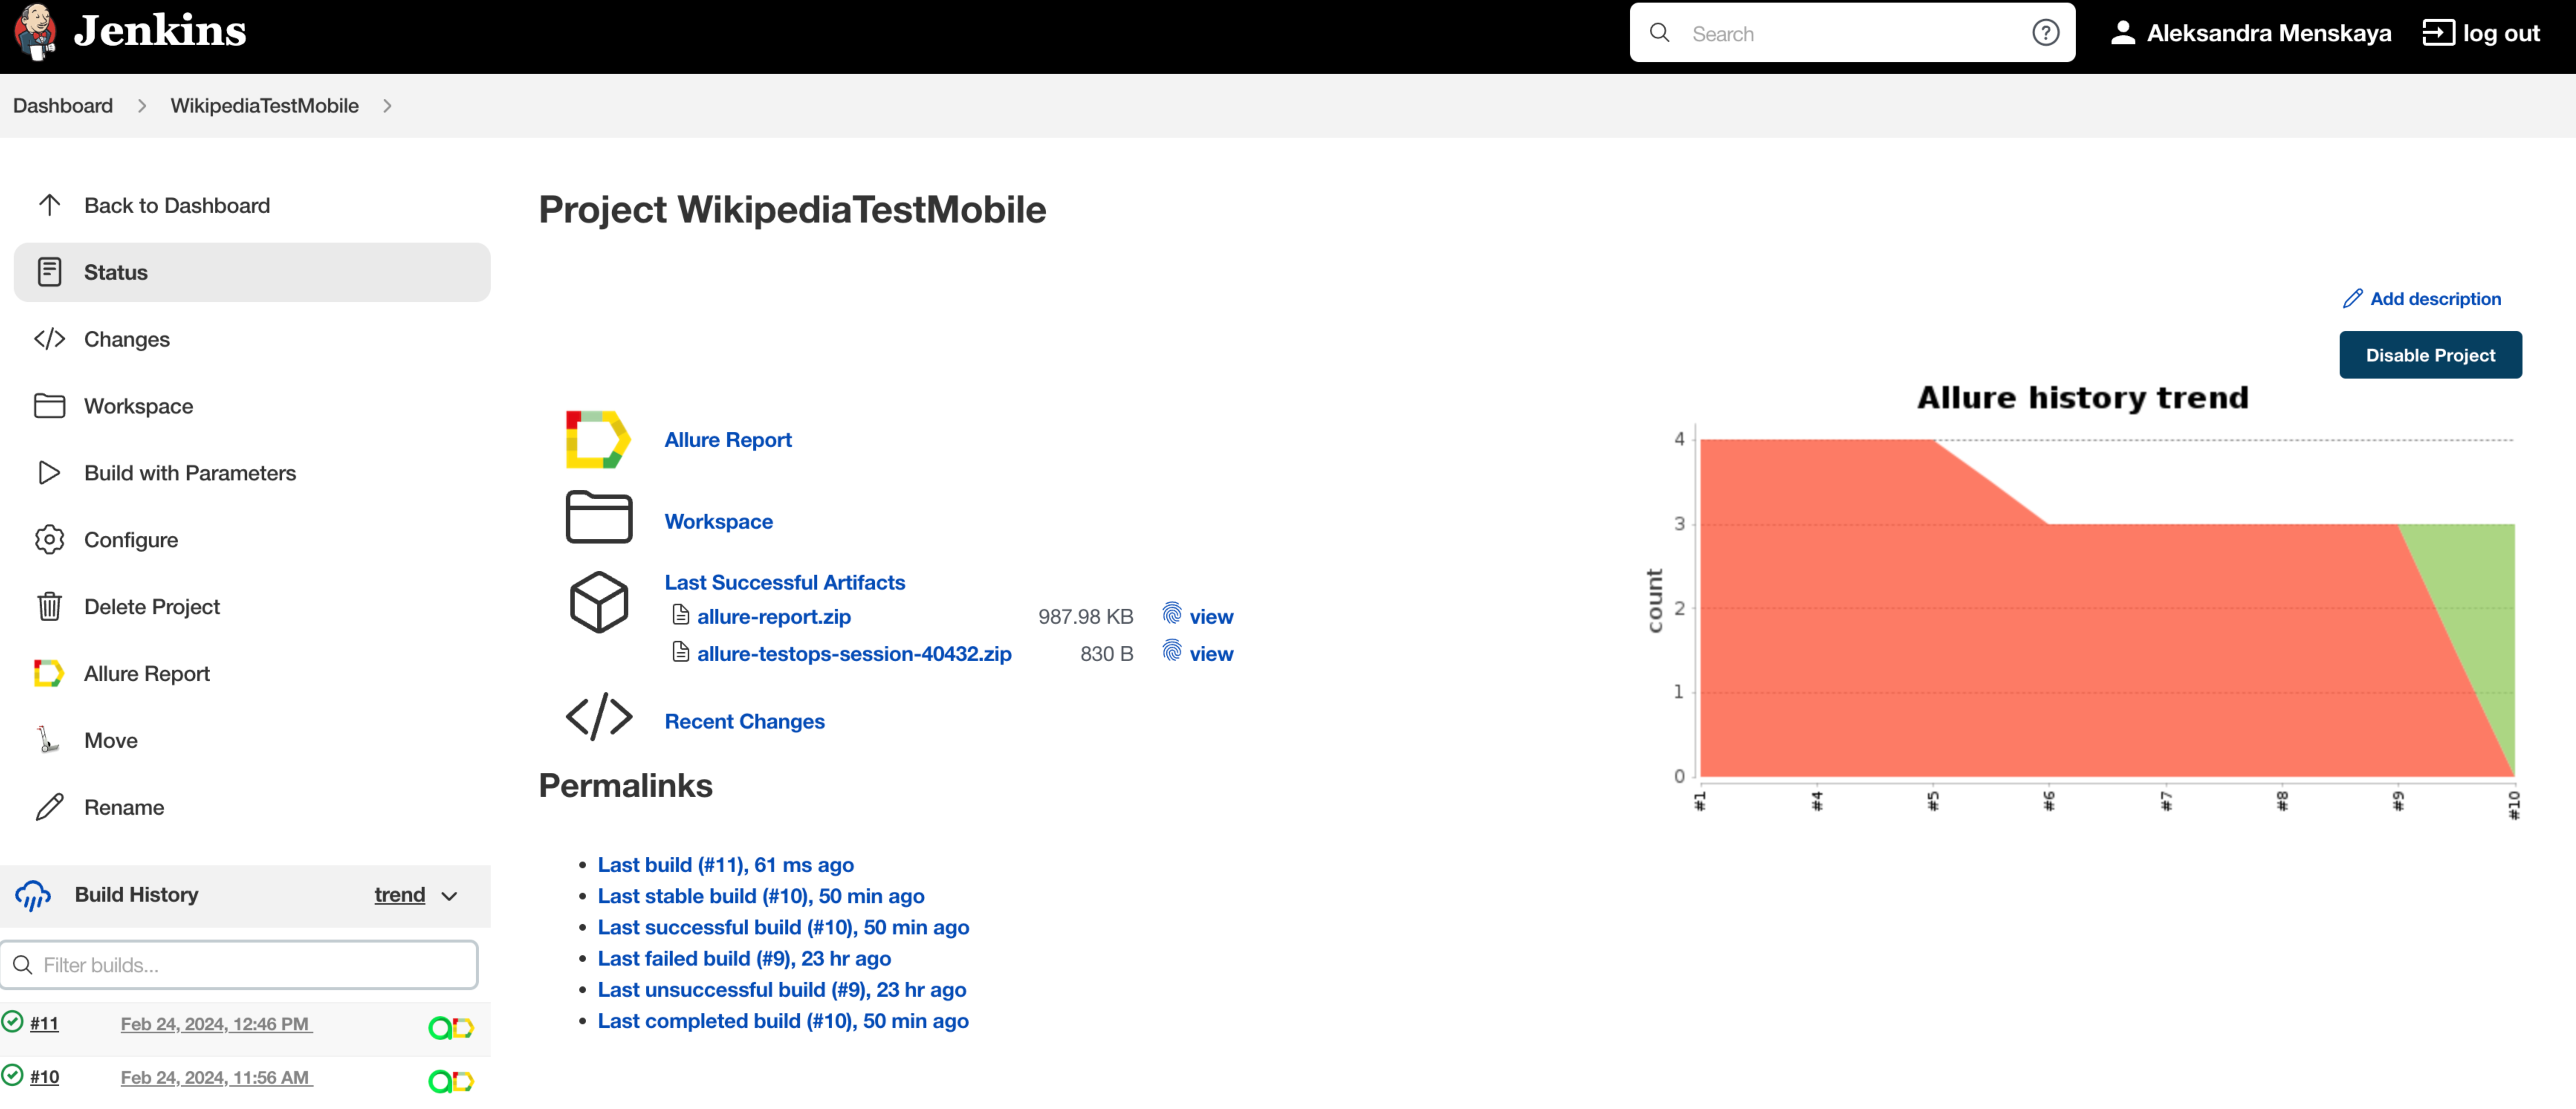 Jenkins
Search
Aleksandra Menskaya
log out
Dashboard
WikipediaTestMobile
Back to Dashboard
Status
Changes
Workspace
Build with Parameters
Configure
Delete Project
Allure Report
Move
Rename
Build History
trend
Filter builds...
#11 Feb 24, 2024, 12:46 PM
#10 Feb 24, 2024, 11:56 AM
Project WikipediaTestMobile
Add description
Disable Project
Allure Report
Workspace
Last Successful Artifacts
allure-report.zip 987.98 KB view
allure-testops-session-40432.zip 830 B view
Recent Changes
Permalinks
Last build (#11), 61 ms ago
Last stable build (#10), 50 min ago
Last successful build (#10), 50 min ago
Last failed build (#9), 23 hr ago
Last unsuccessful build (#9), 23 hr ago
Last completed build (#10), 50 min ago
Allure history trend
count
4
3
2
1
0
#1 #4 #5 #6 #7 #8 #9 #10